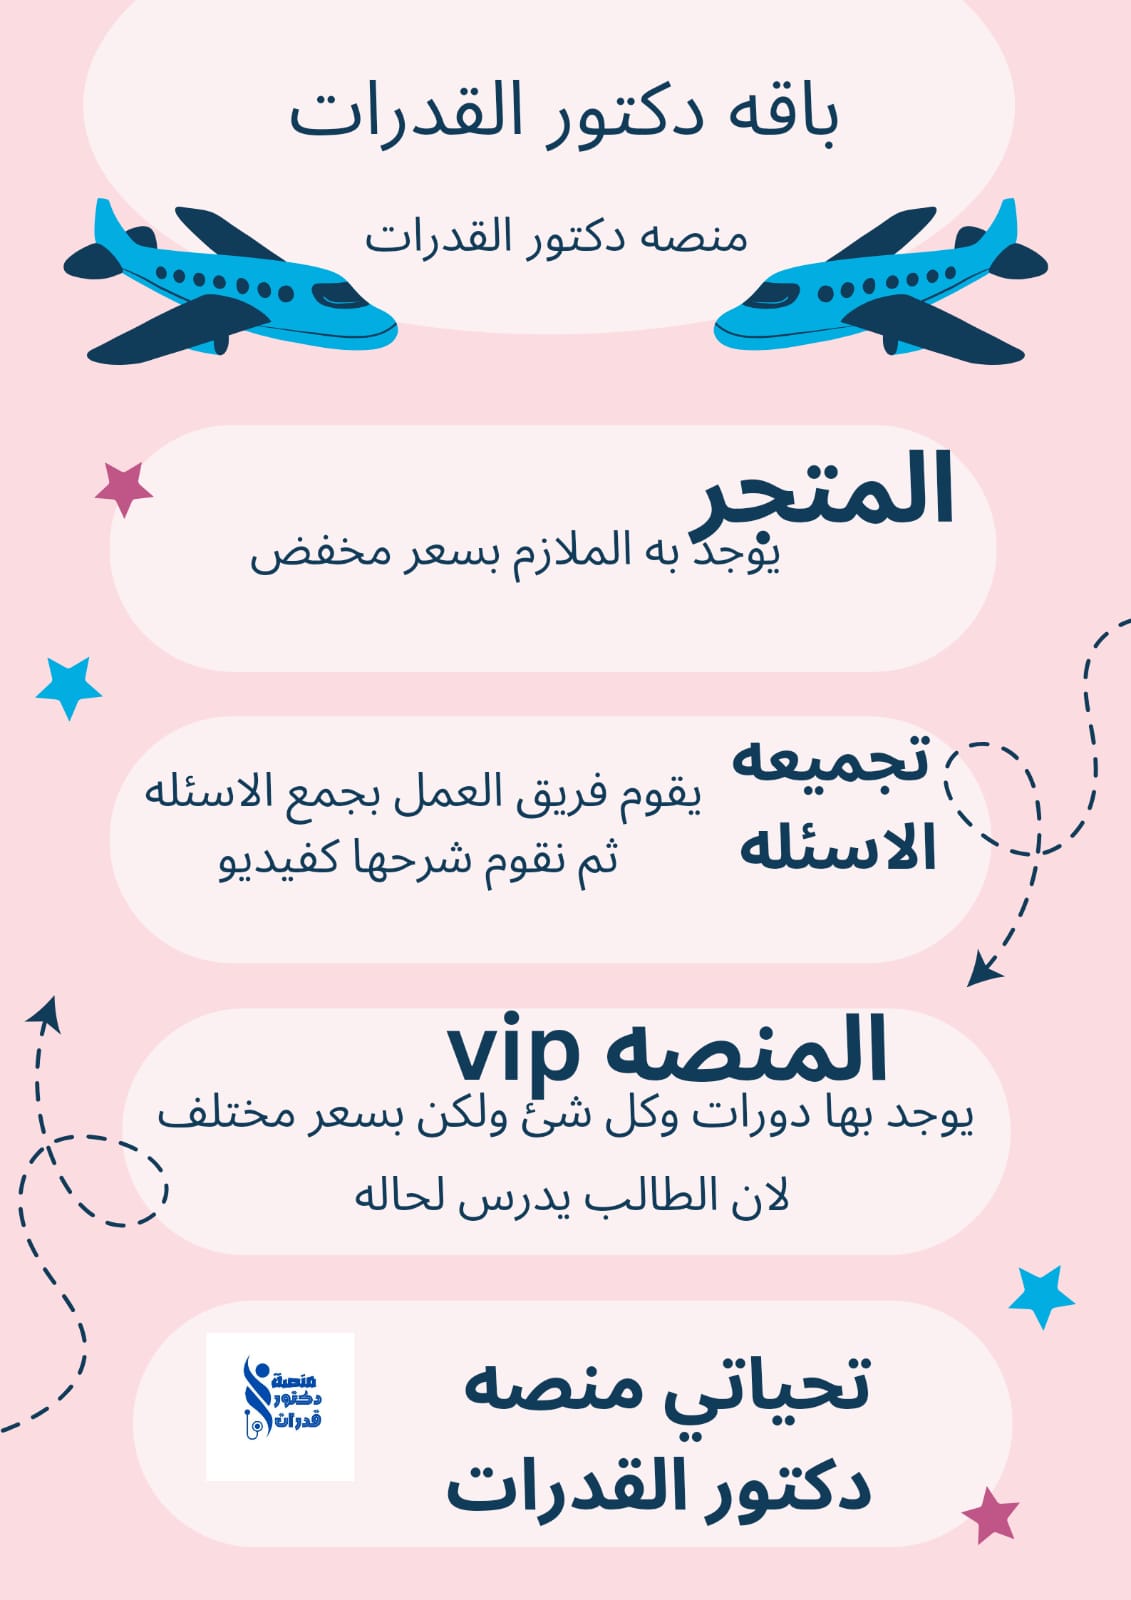 باقه دكتور القدرات
منصه دكتور القدرات
المتجر
يوجد به الملازم بسعر مخفض
تجميعه
الاسئله
يقوم فريق العمل بجمع الاسئله
ثم نقوم شرحها كفيديو
المنصه vip
يوجد بها دورات وكل شئ ولكن بسعر مختلف
لان الطالب يدرس لحاله
تحياتي منصه
دكتور القدرات
منصة
دكتور
قدرات